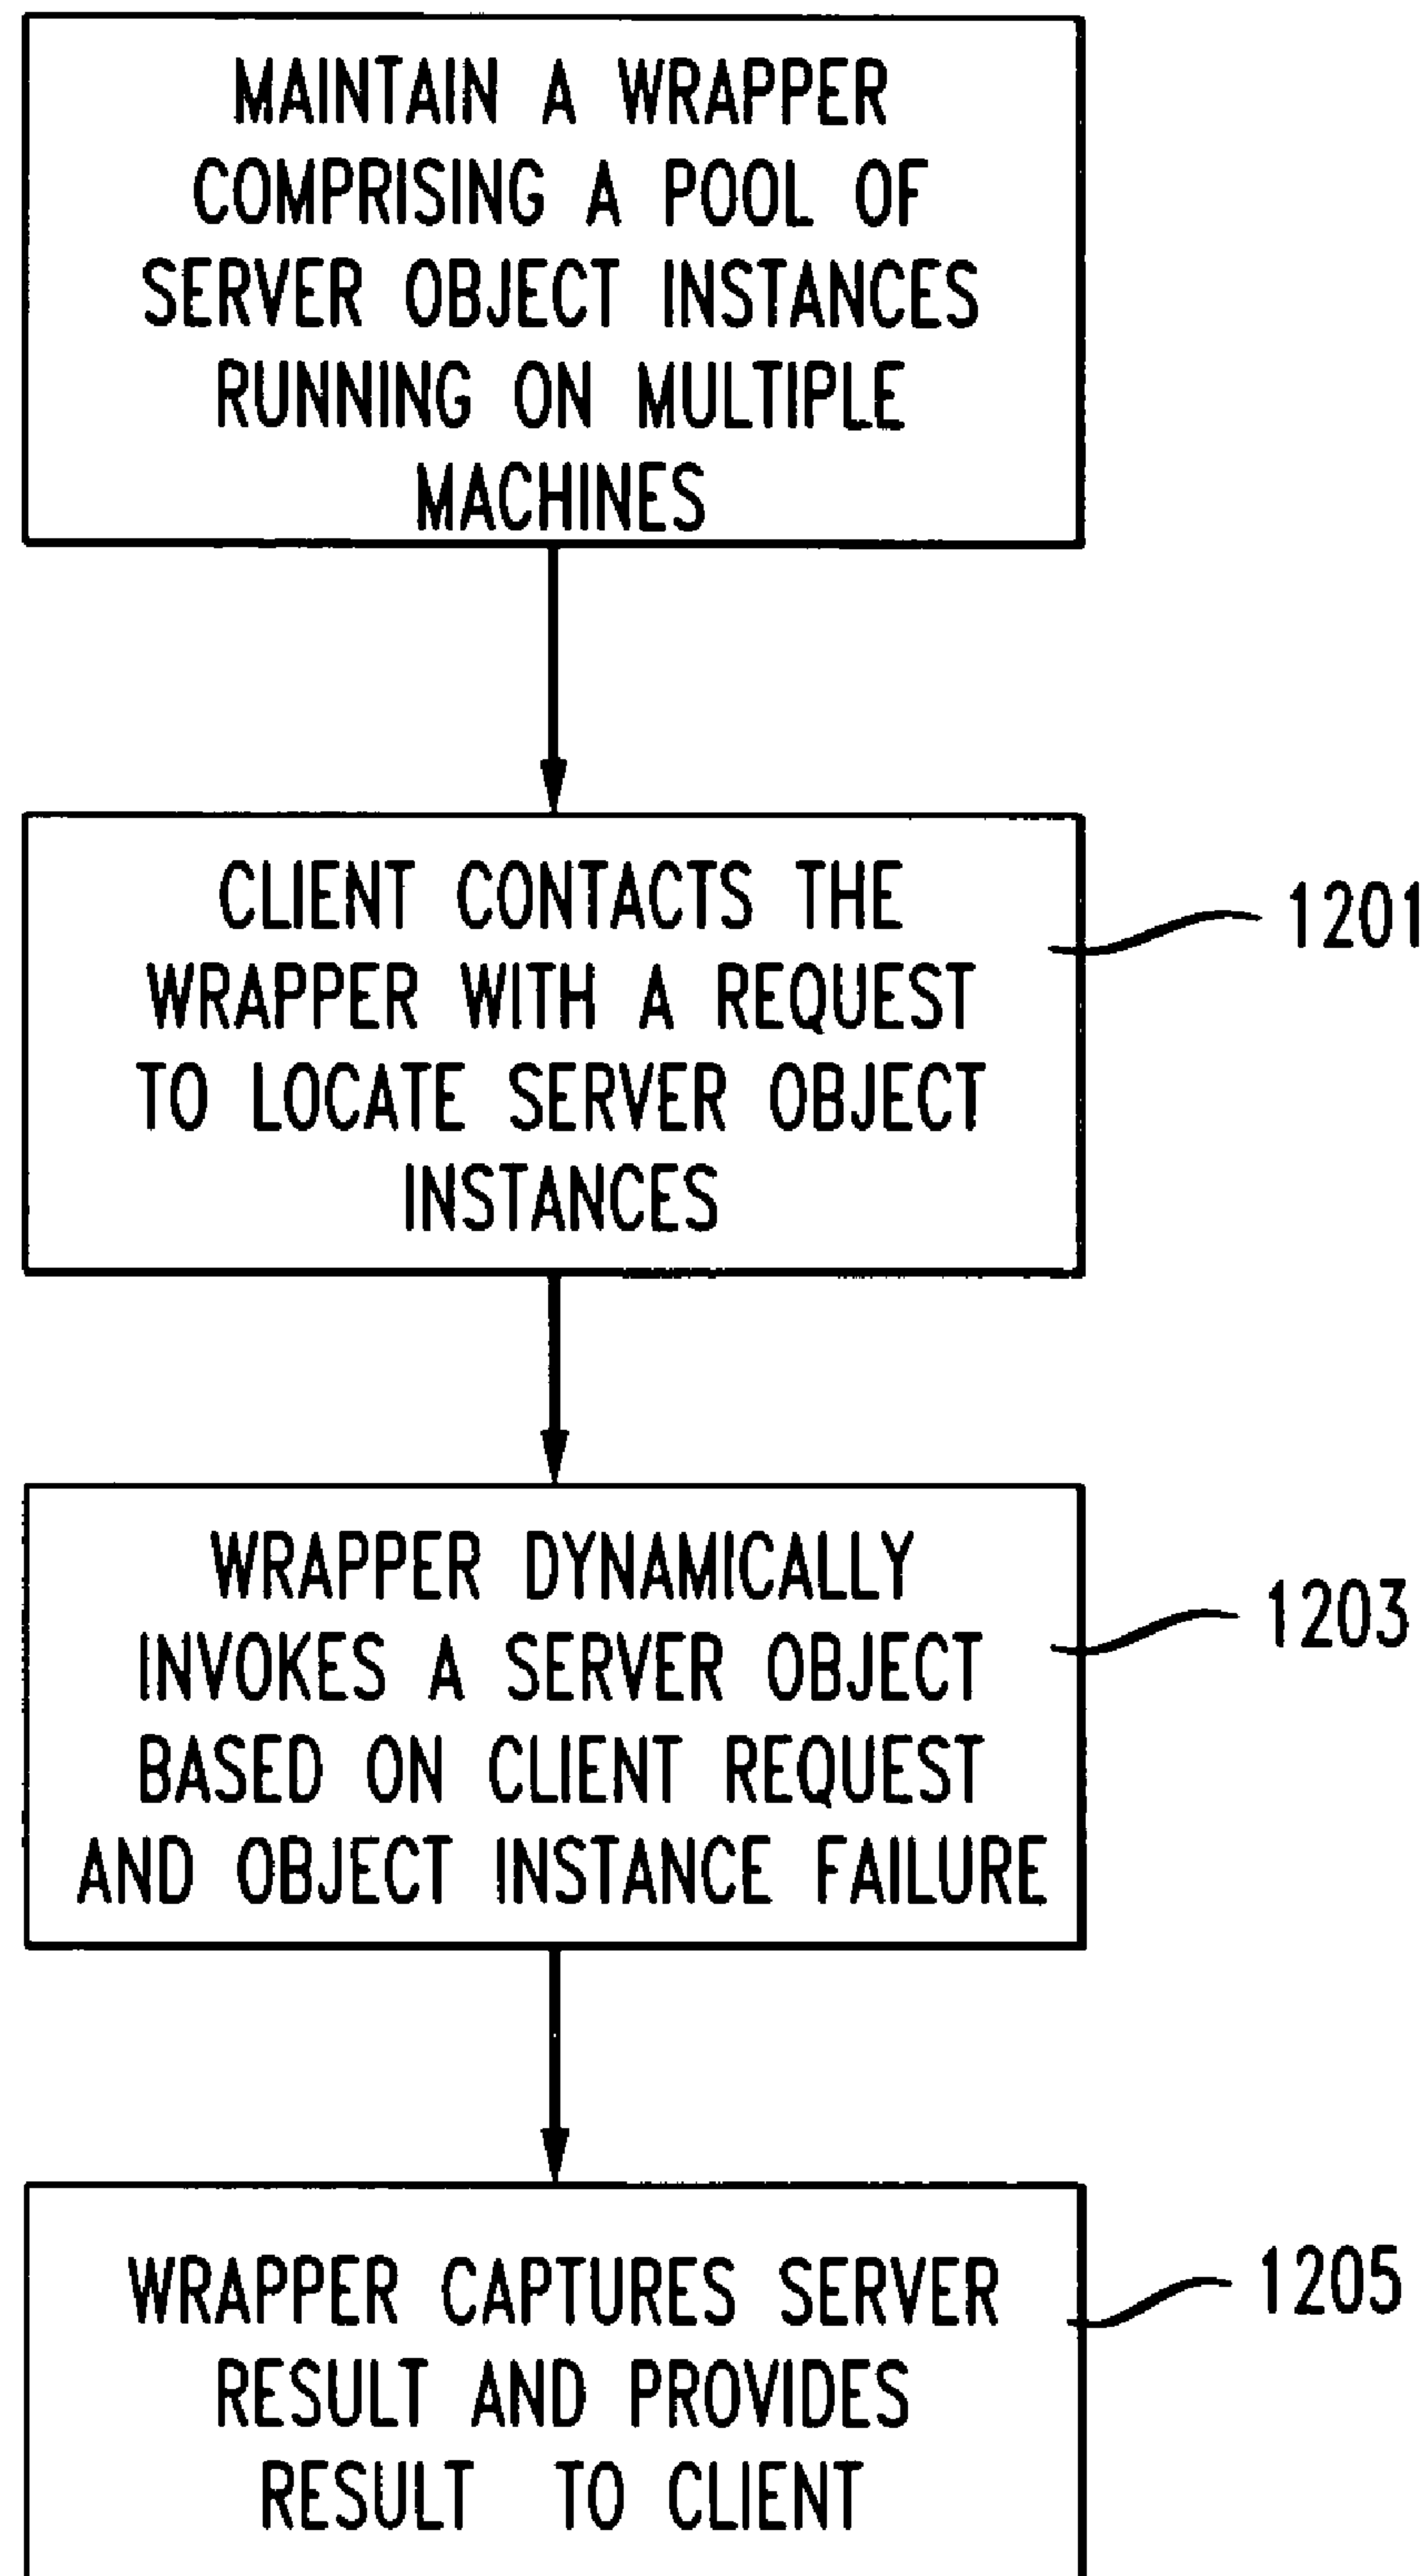 MAINTAIN A WRAPPER
COMPRISING A POOL OF
SERVER OBJECT INSTANCES
RUNNING ON MULTIPLE
MACHINES
CLIENT CONTACTS THE
WRAPPER WITH A REQUEST
TO LOCATE SERVER OBJECT
INSTANCES
1201
WRAPPER DYNAMICALLY
INVOKES A SERVER OBJECT
BASED ON CLIENT REQUEST
AND OBJECT INSTANCE FAILURE
1203
WRAPPER CAPTURES SERVER
RESULT AND PROVIDES
RESULT TO CLIENT
1205